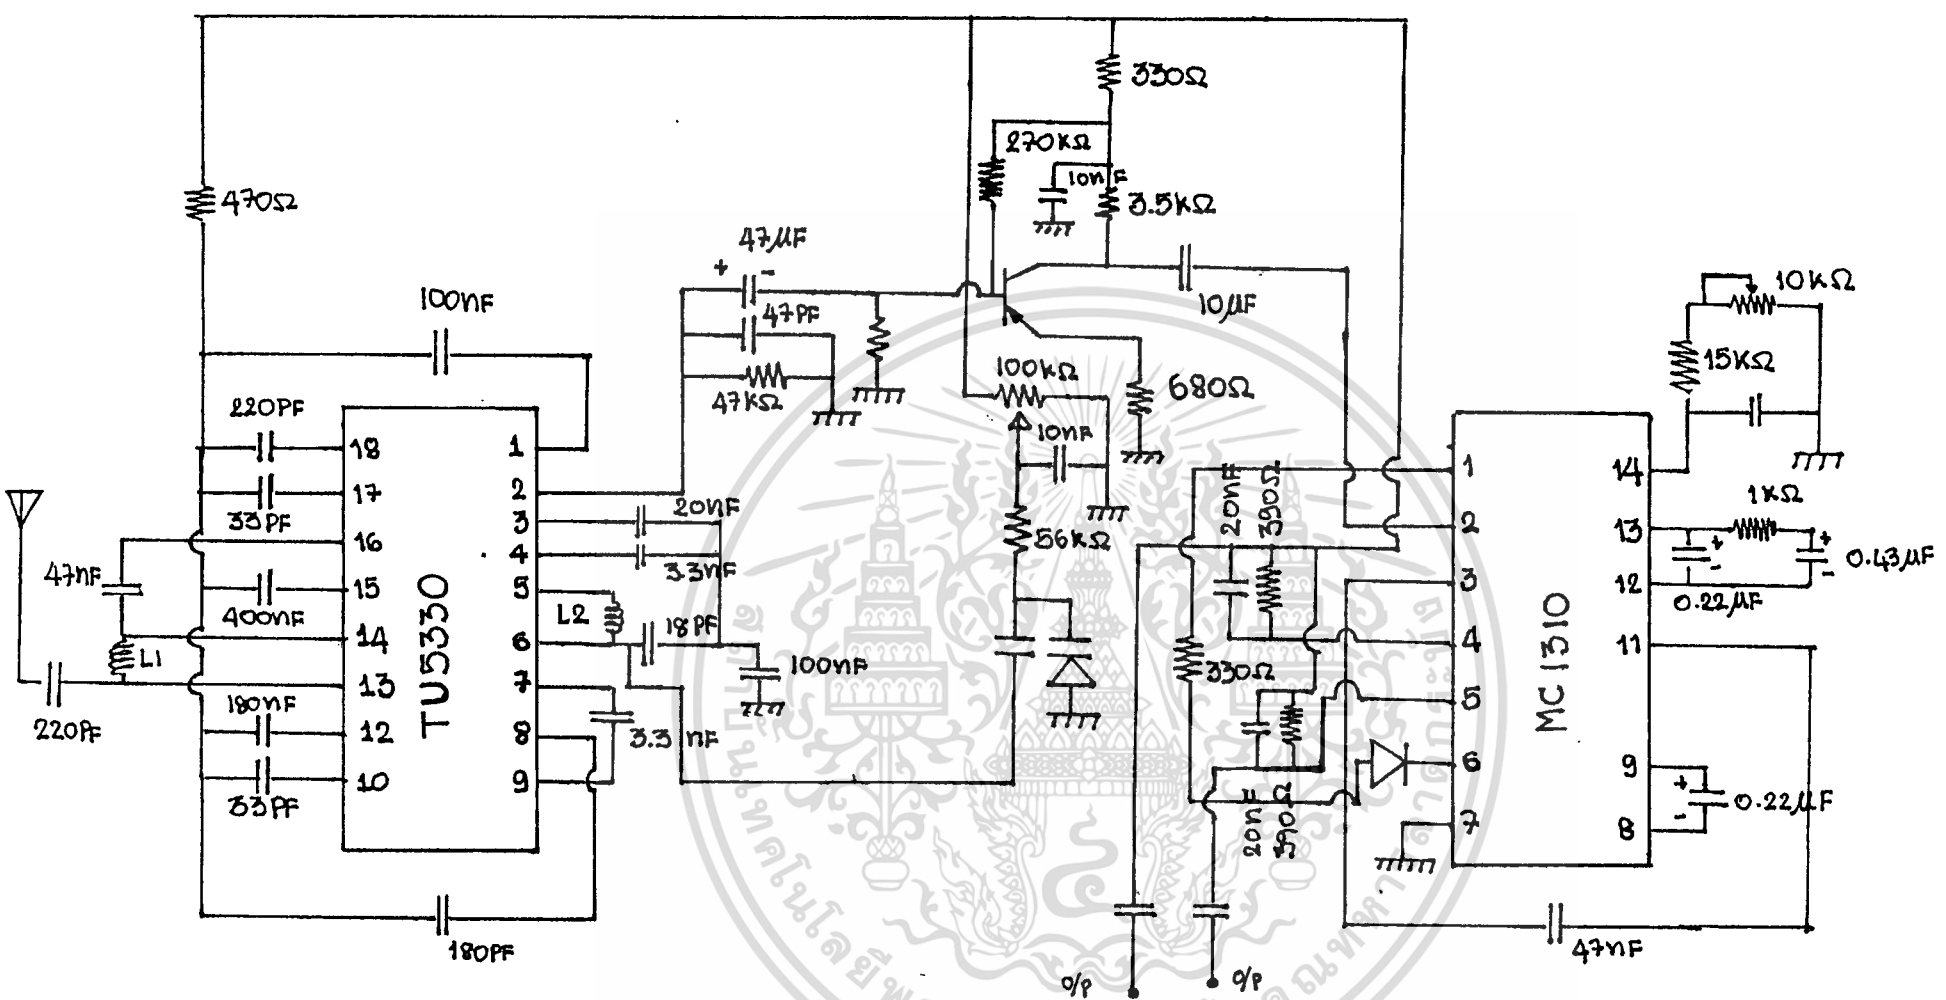 330Ω
270kΩ
10nF
3.5kΩ
470Ω
47μF
+ -
47PF
47kΩ
10μF
100nF
100kΩ
680Ω
10nF
56kΩ
10kΩ
15kΩ
220PF
33PF
47nF
400nF
L1
220PF
180nF
33PF
180PF
18
17
16
15
14
13
12
10
TU5330
1
2
3
4
5
6
7
8
9
20nF
3.3nF
L2
18PF
100nF
3.3nF
20nF
390Ω
330Ω
20nF
390Ω
O/P
O/P
1
2
3
4
5
6
7
MC1310
14
13
12
11
9
8
1kΩ
+ -
0.22μF
+ -
0.43μF
+ -
0.22μF
47nF